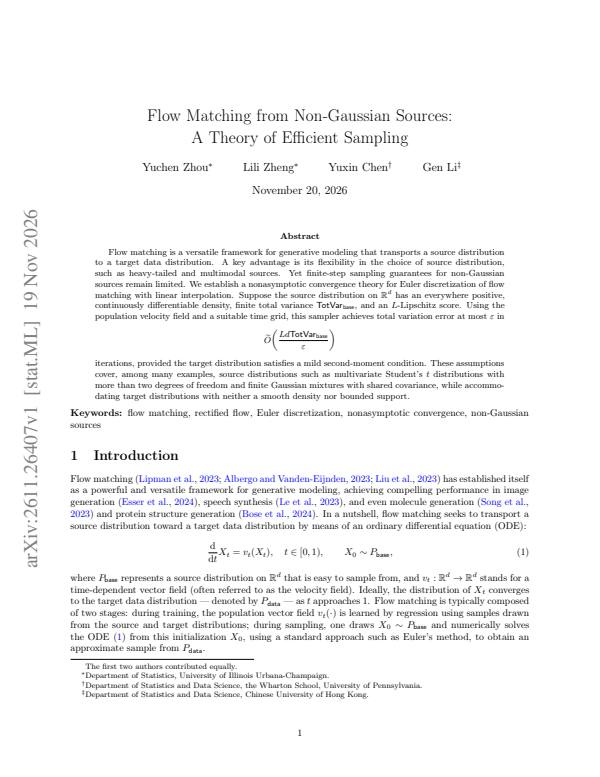 arXiv:2611.26407v1 [stat.ML] 19 Nov 2026
Flow Matching from Non-Gaussian Sources:
A Theory of Efficient Sampling
Yuchen Zhou* Lili Zheng* Yuxin Chen† Gen Li‡
November 20, 2026
Abstract
Flow matching is a versatile framework for generative modeling that transports a source distribution
to a target data distribution. A key advantage is its flexibility in the choice of source distribution,
such as heavy-tailed and multimodal sources. Yet finite-step sampling guarantees for non-Gaussian
sources remain limited. We establish a nonasymptotic convergence theory for Euler discretization of
flow matching with linear interpolation. Suppose the source distribution on ℝᵈ has an everywhere positive,
continuously differentiable density, finite total variance TotVar_base, and an L-Lipschitz score. Using the
population velocity field and a suitable time grid, this sampler achieves total variation error at most ε in
Õ(LdTotVar_base / ε)
iterations, provided the target distribution satisfies a mild second-moment condition. These assumptions
cover, among many examples, source distributions such as multivariate Student's t distributions with
more than two degrees of freedom and finite Gaussian mixtures with shared covariance, while accommo-
dating target distributions with neither a smooth density nor bounded support.
Keywords: flow matching, rectified flow, Euler discretization, nonasymptotic convergence, non-Gaussian
sources
1 Introduction
Flow matching (Lipman et al., 2023; Albergo and Vanden-Eijnden, 2023; Liu et al., 2023) has established itself
as a powerful and versatile framework for generative modeling, achieving compelling performance in image
generation (Esser et al., 2024), speech synthesis (Le et al., 2023), and even molecule generation (Song et al.,
2023) and protein structure generation (Bose et al., 2024). In a nutshell, flow matching seeks to transport a
source distribution toward a target data distribution by means of an ordinary differential equation (ODE):
d/dt X_t = v_t(X_t), t ∈ [0, 1), X_0 ∼ P_base, (1)
where P_base represents a source distribution on ℝᵈ that is easy to sample from, and v_t : ℝᵈ → ℝᵈ stands for a
time-dependent vector field (often referred to as the velocity field). Ideally, the distribution of X_t converges
to the target data distribution — denoted by P_data — as t approaches 1. Flow matching is typically composed
of two stages: during training, the population vector field v_t(·) is learned by regression using samples drawn
from the source and target distributions; during sampling, one draws X_0 ∼ P_base and numerically solves
the ODE (1) from this initialization X_0, using a standard approach such as Euler's method, to obtain an
approximate sample from P_data.
The first two authors contributed equally.
*Department of Statistics, University of Illinois Urbana-Champaign.
†Department of Statistics and Data Science, the Wharton School, University of Pennsylvania.
‡Department of Statistics and Data Science, Chinese University of Hong Kong.
1